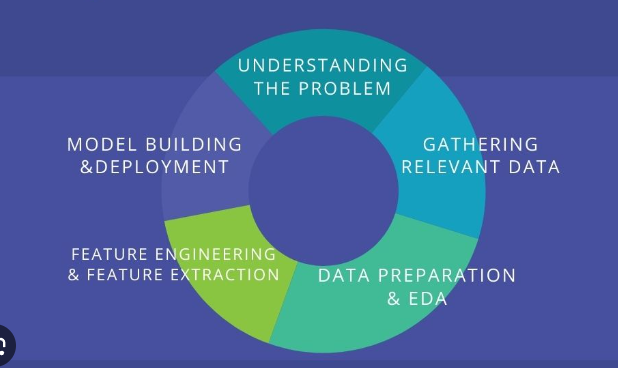 UNDERSTANDING
THE PROBLEM
GATHERING
RELEVANT DATA
DATA PREPARATION
& EDA
FEATURE ENGINEERING
& FEATURE EXTRACTION
MODEL BUILDING
&DEPLOYMENT